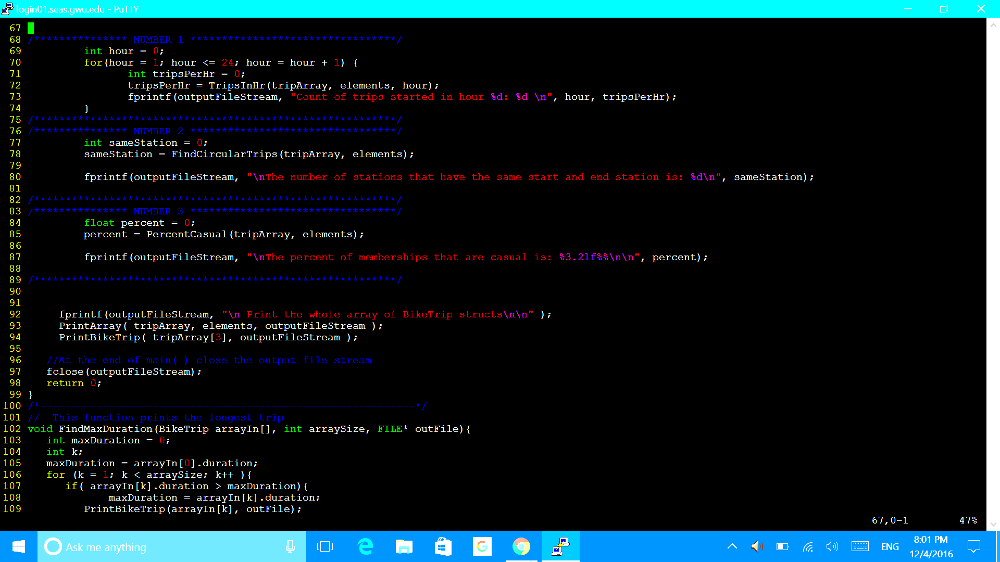 login01.seas.gwu.edu - PuTTY
67
68 /*************** NUMBER 1 *********************************/
69 int hour = 0;
70 for(hour = 1; hour <= 24; hour = hour + 1) {
71 int tripsPerHr = 0;
72 tripsPerHr = TripsInHr(tripArray, elements, hour);
73 fprintf(outputFileStream, "Count of trips started in hour %d: %d \n", hour, tripsPerHr);
74 }
75 /**********************************************************/
76 /*************** NUMBER 2 *********************************/
77 int sameStation = 0;
78 sameStation = FindCircularTrips(tripArray, elements);
79
80 fprintf(outputFileStream, "\nThe number of stations that have the same start and end station is: %d\n", sameStation);
81
82 /**********************************************************/
83 /*************** NUMBER 3 *********************************/
84 float percent = 0;
85 percent = PercentCasual(tripArray, elements);
86
87 fprintf(outputFileStream, "\nThe percent of memberships that are casual is: %3.2lf%%\n\n", percent);
88
89 /**********************************************************/
90
91
92 fprintf(outputFileStream, "\n Print the whole array of BikeTrip structs\n\n" );
93 PrintArray( tripArray, elements, outputFileStream );
94 PrintBikeTrip( tripArray[3], outputFileStream );
95
96 //At the end of main( ) close the output file stream
97 fclose(outputFileStream);
98 return 0;
99 }
100 /*------------------------------------------------------------*/
101 // This function prints the longest trip
102 void FindMaxDuration(BikeTrip arrayIn[], int arraySize, FILE* outFile){
103 int maxDuration = 0;
104 int k;
105 maxDuration = arrayIn[0].duration;
106 for (k = 1; k < arraySize; k++ ){
107 if( arrayIn[k].duration > maxDuration){
108 maxDuration = arrayIn[k].duration;
109 PrintBikeTrip(arrayIn[k], outFile);
67,0-1 47%
Ask me anything
ENG
8:01 PM
12/4/2016